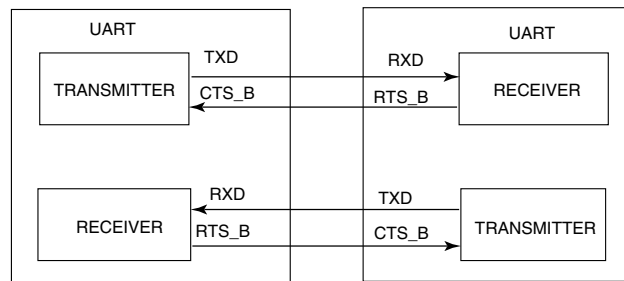 UART UART
TXD RXD
TRANSMITTER CTS_B RTS_B RECEIVER
RXD TXD
RECEIVER RTS_B CTS_B TRANSMITTER